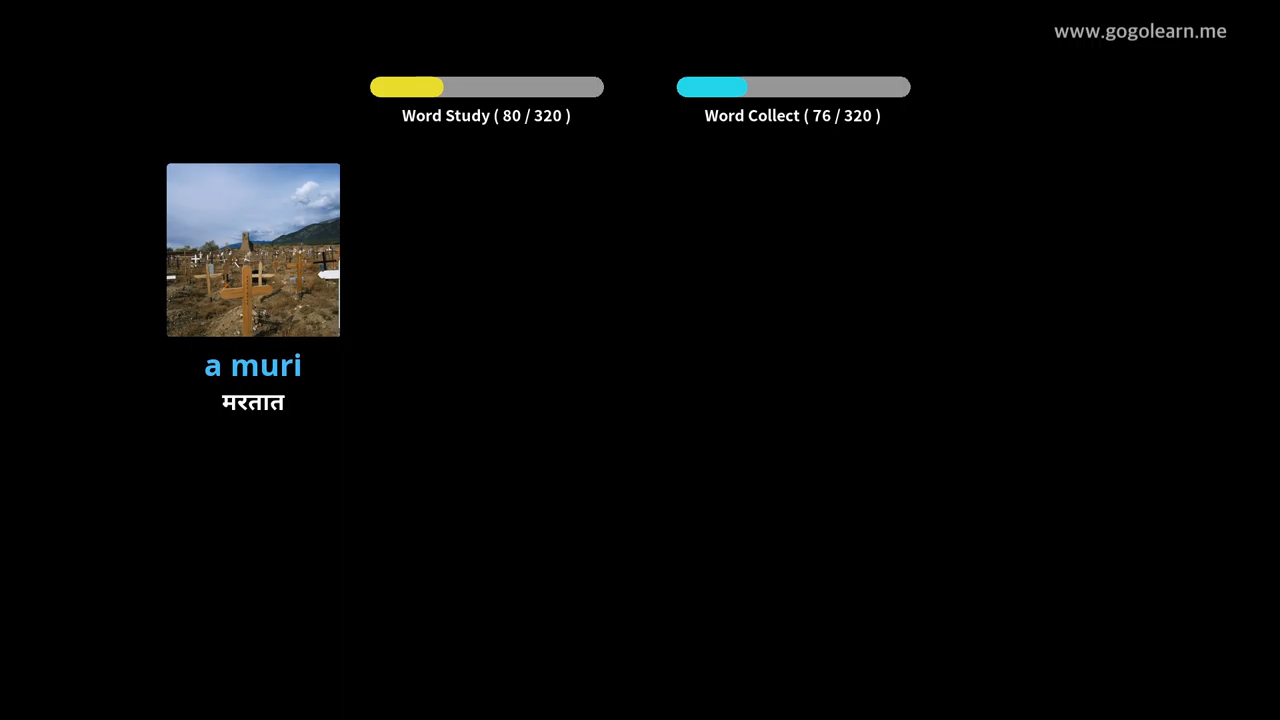 www.gogolearn.me
Word Study ( 80 / 320 )
Word Collect ( 76 / 320 )
a muri
मरतात